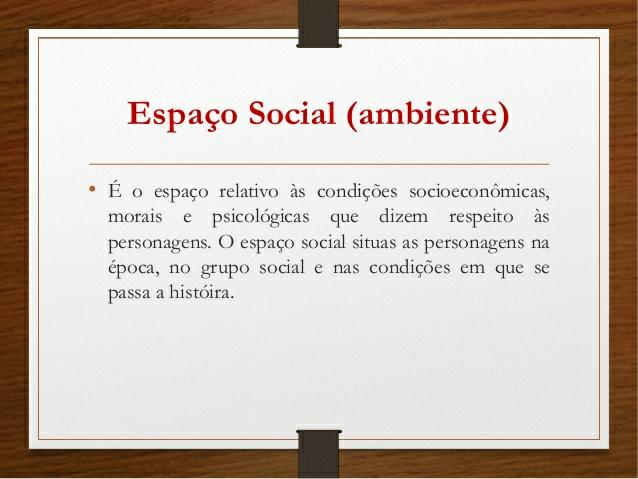 Espaço Social (ambiente)
• É o espaço relativo às condições socioeconômicas,
morais e psicológicas que dizem respeito às
personagens. O espaço social situas as personagens na
época, no grupo social e nas condições em que se
passa a históira.